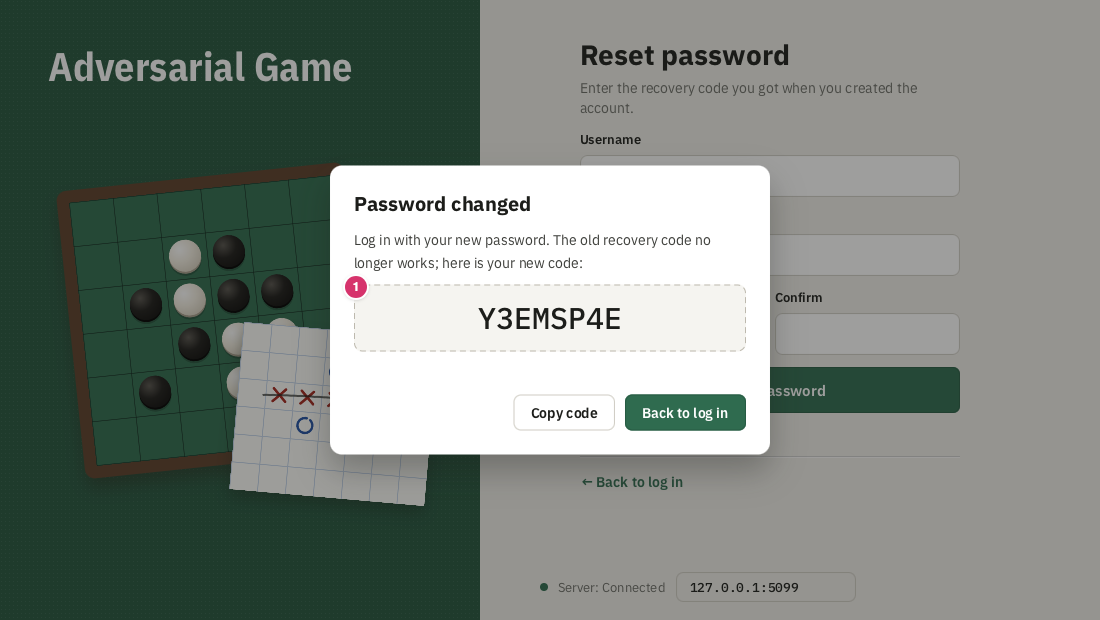 Adversarial Game
Reset password
Enter the recovery code you got when you created the
account.
Username
Confirm
assword
← Back to log in
Server: Connected
127.0.0.1:5099
Password changed
Log in with your new password. The old recovery code no
longer works; here is your new code:
1
Y3EMSP4E
Copy code
Back to log in